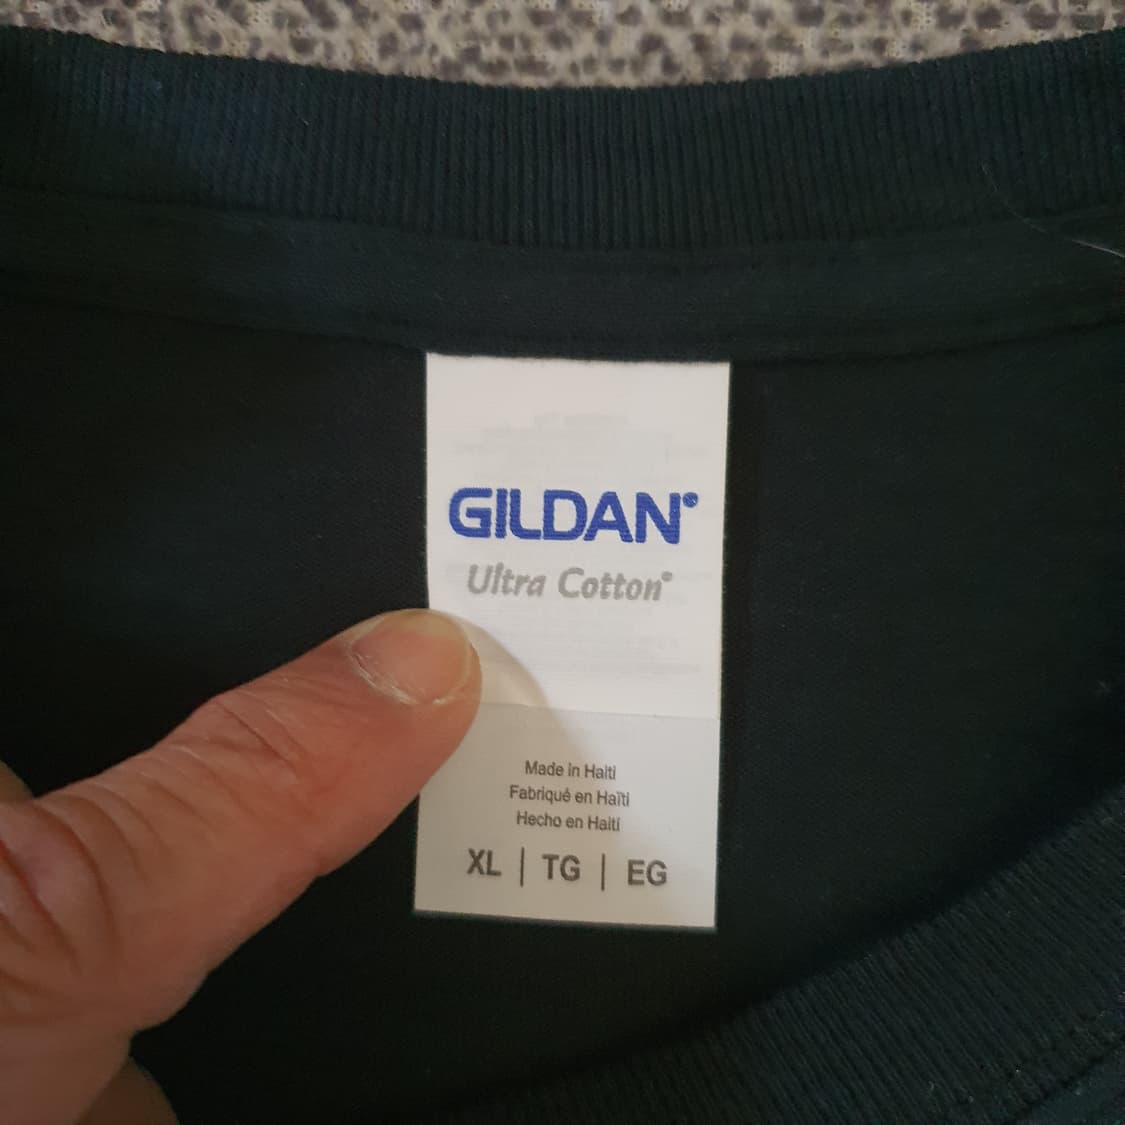 GILDAN®
Ultra Cotton®
Made in Haiti
Fabriqué en Haïti
Hecho en Haití
XL | TG | EG